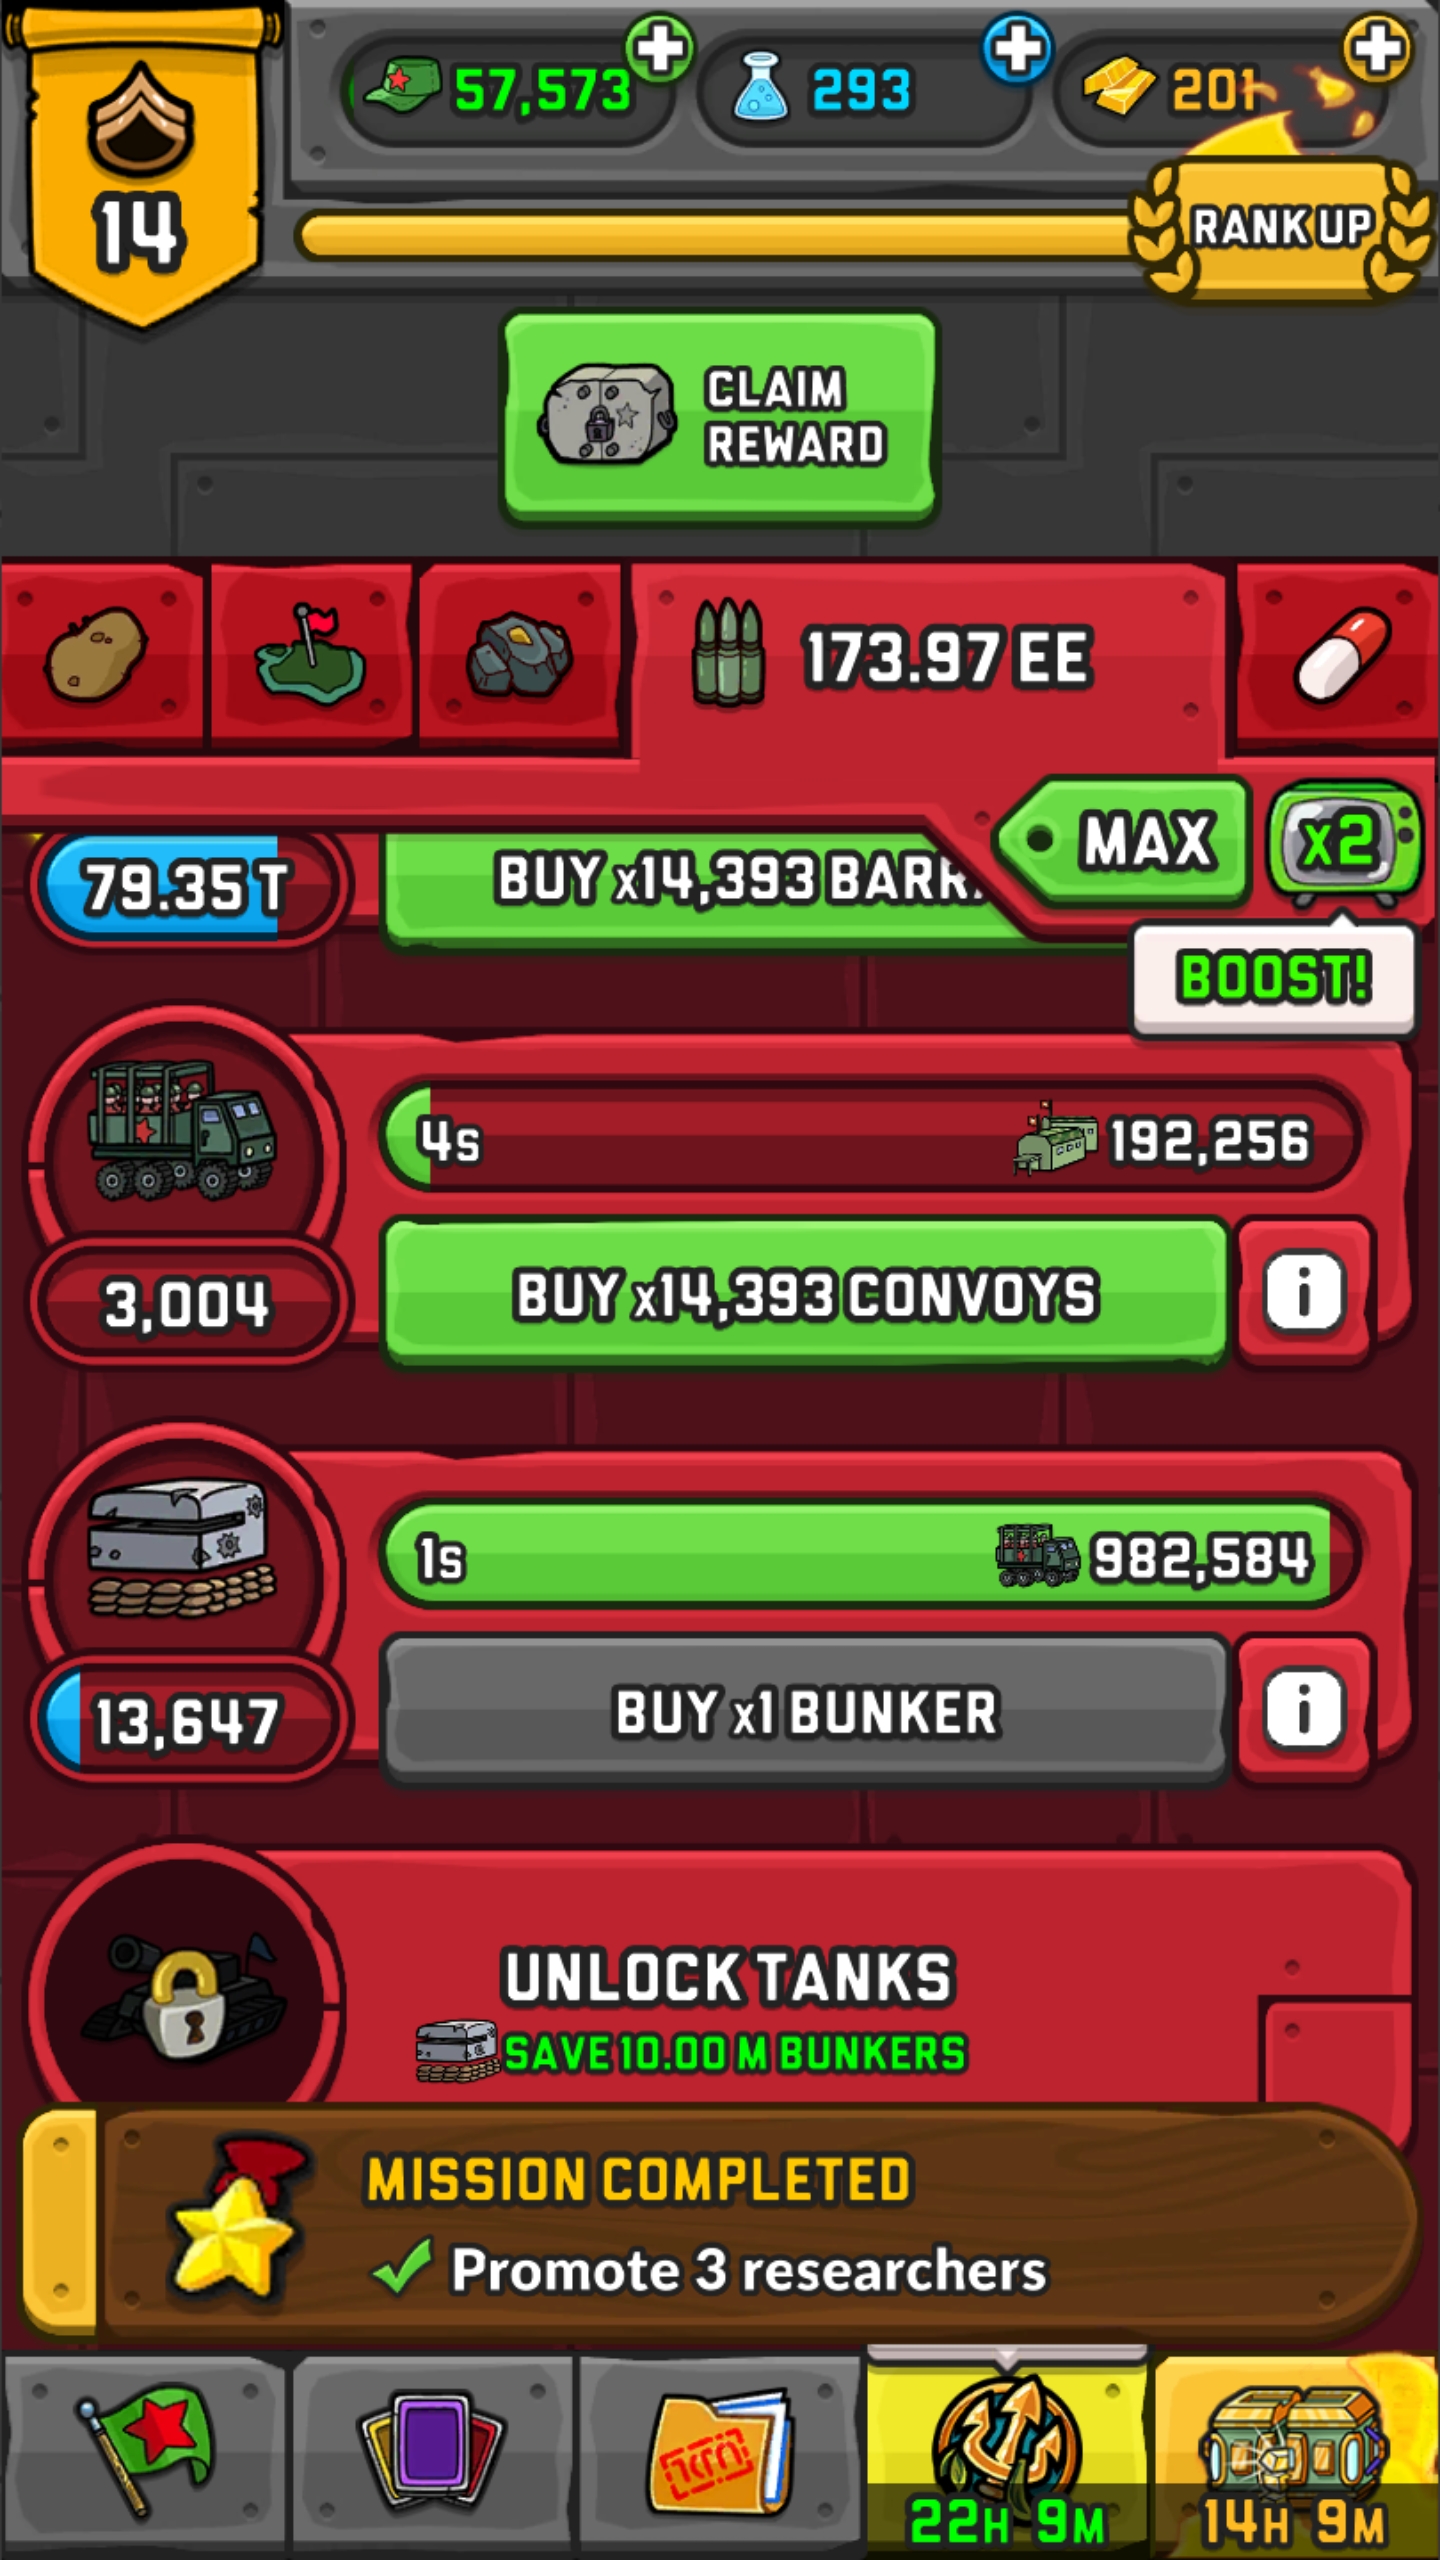 57,573
293
201
14
RANK UP
CLAIM
REWARD
173.97 EE
MAX
x2
79.35 T
BUY x14,393
BOOST!
4s
192,256
3,004
BUY x14,393 CONVOYS
i
1s
982,584
13,647
BUY x1 BUNKER
i
UNLOCK TANKS
SAVE 10.00 M BUNKERS
MISSION COMPLETED
Promote 3 researchers
22H 9M
14H 9M